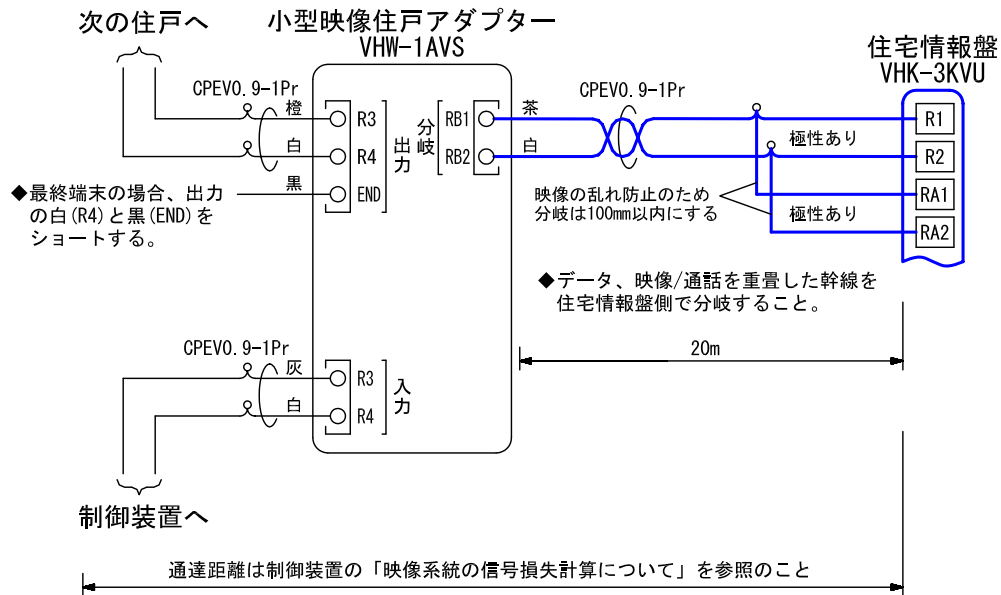 次の住戸へ
小型映像住戸アダプター
VHW-1AVS
住宅情報盤
VHK-3KVU
CPEV0.9-1Pr
橙
R3
白
R4
黒
END
出力
分岐
RB1
茶
RB2
白
CPEV0.9-1Pr
極性あり
R1
R2
RA1
RA2
極性あり
映像の乱れ防止のため
分岐は100mm以内にする
◆最終端末の場合、出力
の白(R4)と黒(END)を
ショートする。
◆データ、映像/通話を重畳した幹線を
住宅情報盤側で分岐すること。
20m
CPEV0.9-1Pr
灰
R3
白
R4
入力
制御装置へ
通達距離は制御装置の「映像系統の信号損失計算について」を参照のこと